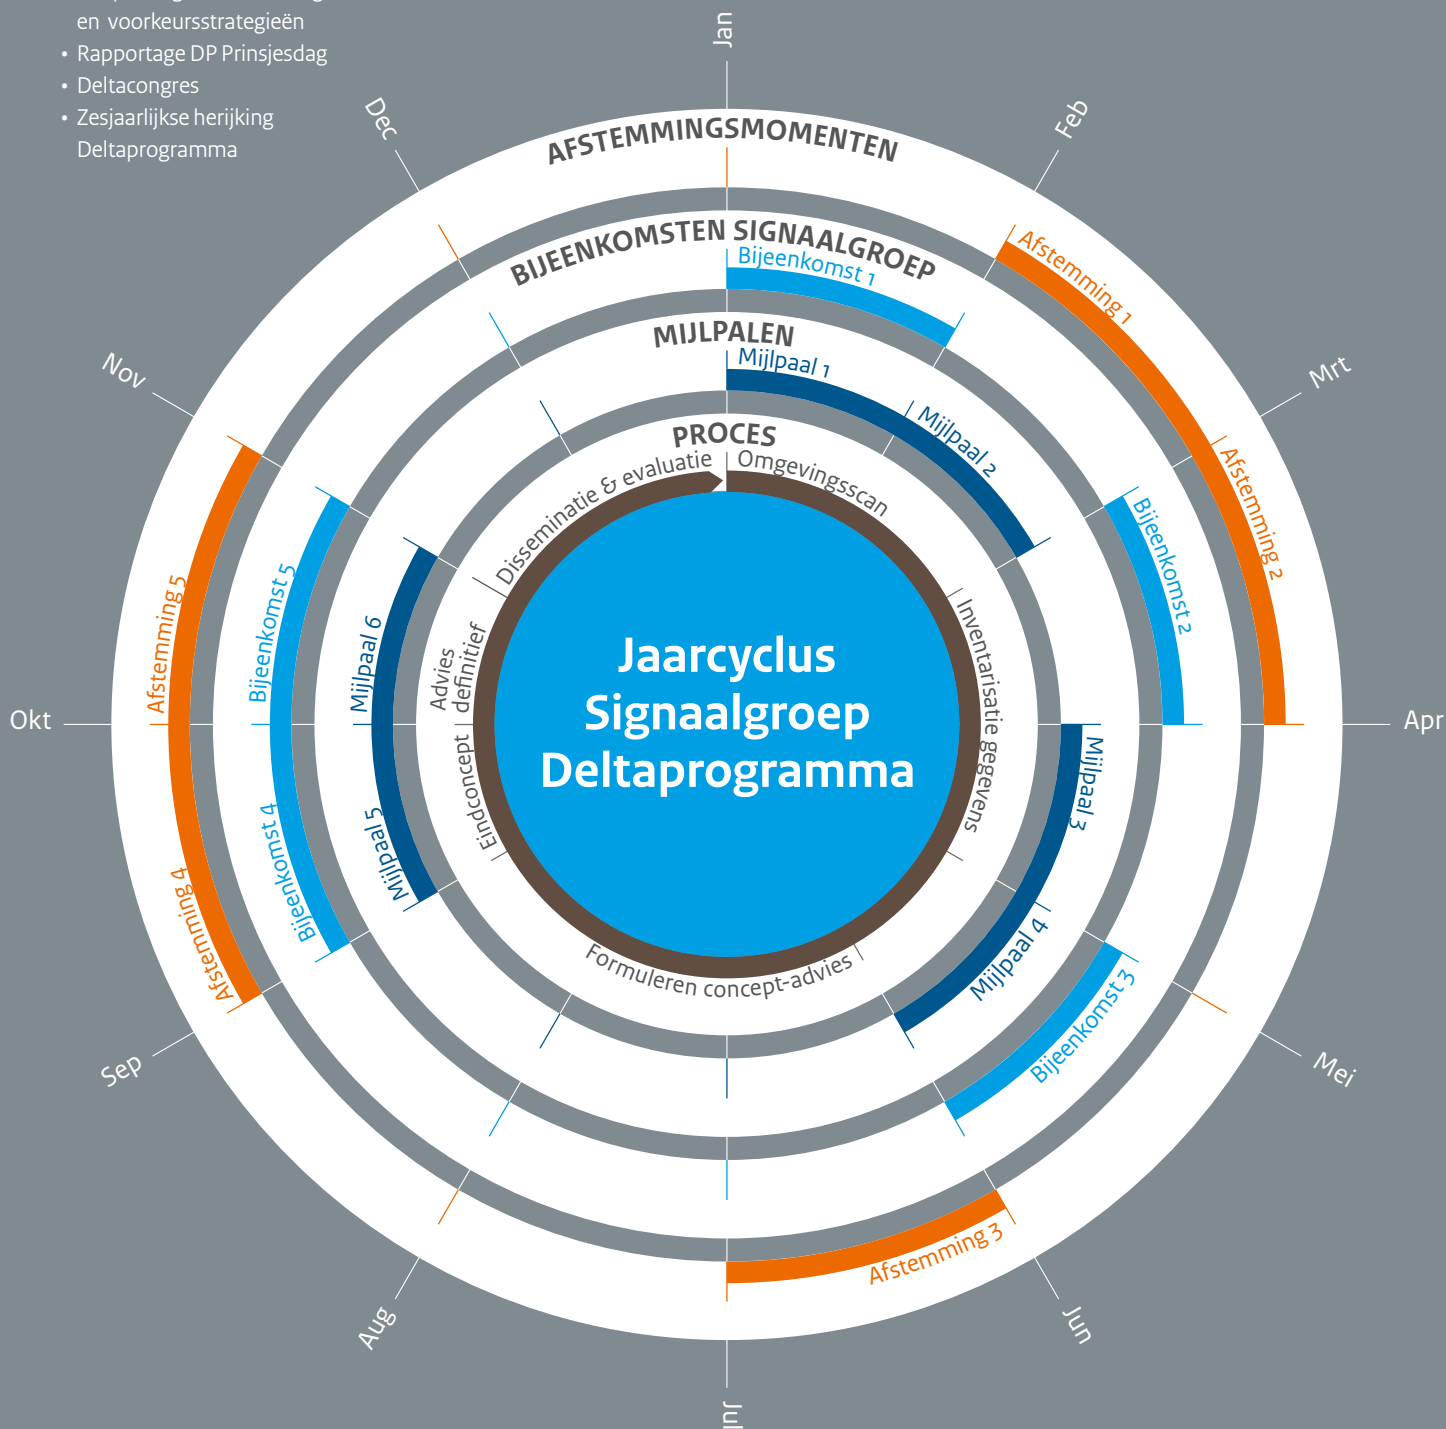 en voorkeursstrategieën
• Rapportage DP Prinsjesdag
• Deltacongres
• Zesjaarlijkse herijking
Deltaprogramma
Jan
Feb
Mrt
Apr
Mei
Jun
Jul
Aug
Sep
Okt
Nov
Dec
AFSTEMMINGSMOMENTEN
Afstemming 1
Afstemming 2
Afstemming 3
Afstemming 4
Afstemming 5
BIJEENKOMSTEN SIGNAALGROEP
Bijeenkomst 1
Bijeenkomst 2
Bijeenkomst 3
Bijeenkomst 4
Bijeenkomst 5
MIJLPALEN
Mijlpaal 1
Mijlpaal 2
Mijlpaal 3
Mijlpaal 4
Mijlpaal 5
Mijlpaal 6
PROCES
Omgevingsscan
Inventarisatie gegevens
Formuleren concept-advies
Eindconcept
Advies
definitief
Disseminatie & evaluatie
Jaarcyclus
Signaalgroep
Deltaprogramma